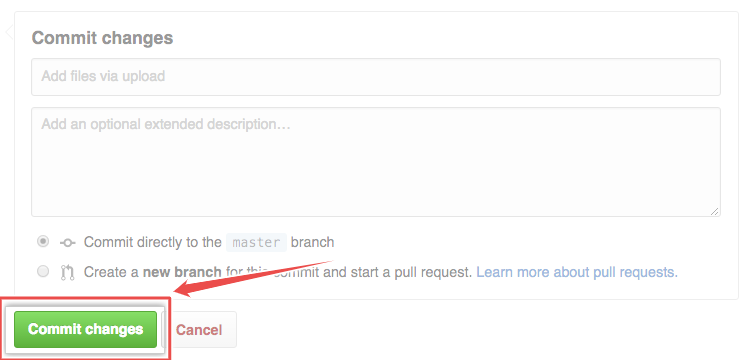 Commit changes
Add files via upload
Add an optional extended description…
Commit directly to the master branch
Create a new branch for this commit and start a pull request. Learn more about pull requests.
Commit changes Cancel